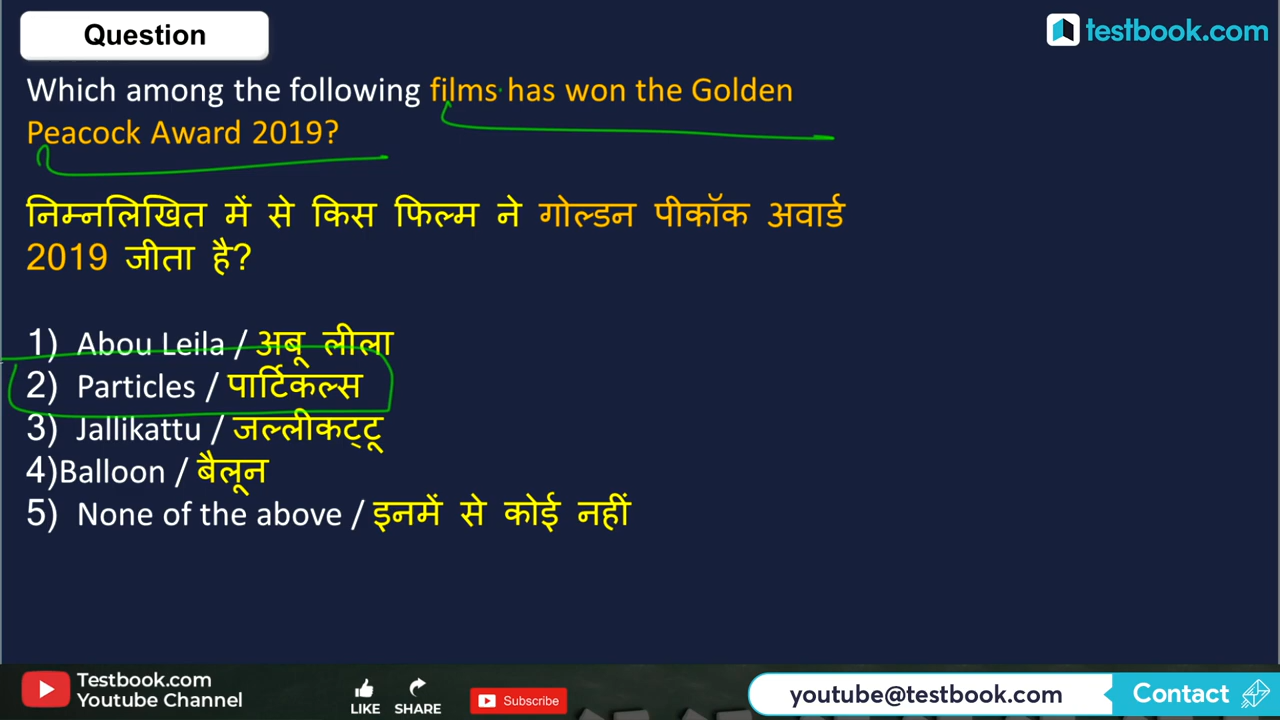 Question
testbook.com
Which among the following films has won the Golden
Peacock Award 2019?
निम्नलिखित में से किस फिल्म ने गोल्डन पीकॉक अवार्ड
2019 जीता है?
1) Abou Leila / अबू लीला
2) Particles / पार्टिकल्स
3) Jallikattu / जल्लीकट्टू
4)Balloon / बैलून
5) None of the above / इनमें से कोई नहीं
Testbook.com
Youtube Channel
LIKE
SHARE
Subscribe
youtube@testbook.com
Contact